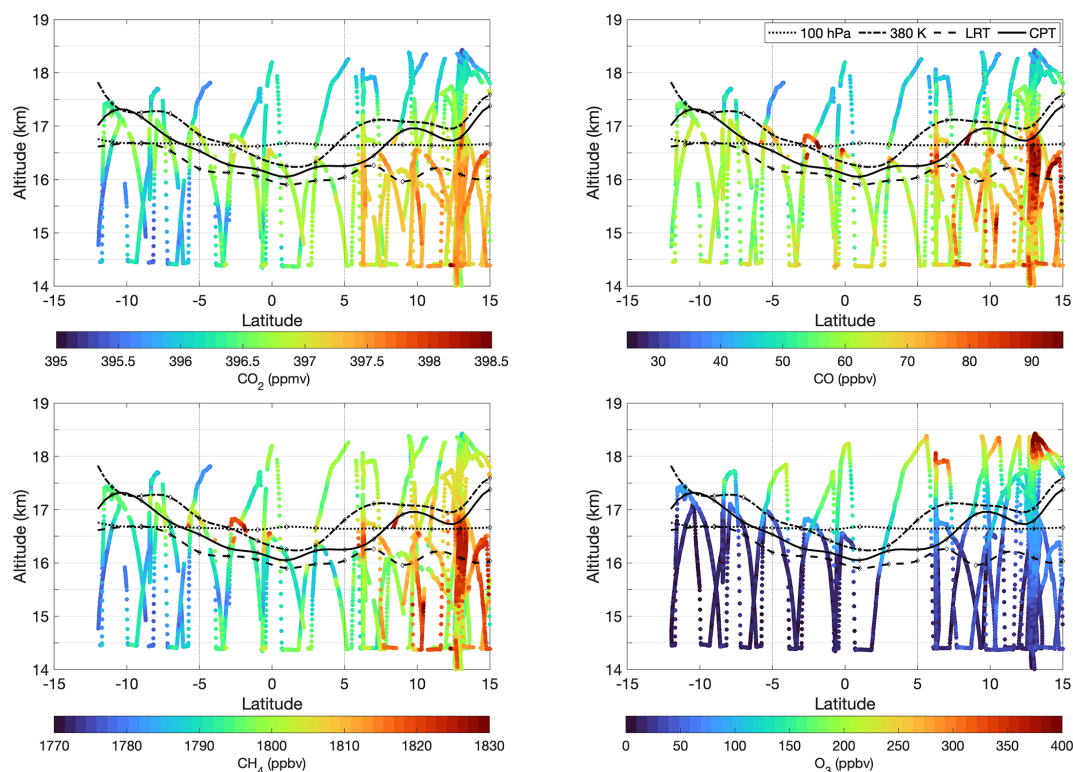 19
18
17
16
15
14
Altitude (km)
-15 -10 -5 0 5 10 15
Latitude
395 395.5 396 396.5 397 397.5 398 398.5
CO2 (ppmv)
100 hPa 380 K LRT CPT
19
18
17
16
15
14
Altitude (km)
-15 -10 -5 0 5 10 15
Latitude
30 40 50 60 70 80 90
CO (ppbv)
19
18
17
16
15
14
Altitude (km)
-15 -10 -5 0 5 10 15
Latitude
1770 1780 1790 1800 1810 1820 1830
CH4 (ppbv)
19
18
17
16
15
14
Altitude (km)
-15 -10 -5 0 5 10 15
Latitude
0 50 100 150 200 250 300 350 400
O3 (ppbv)